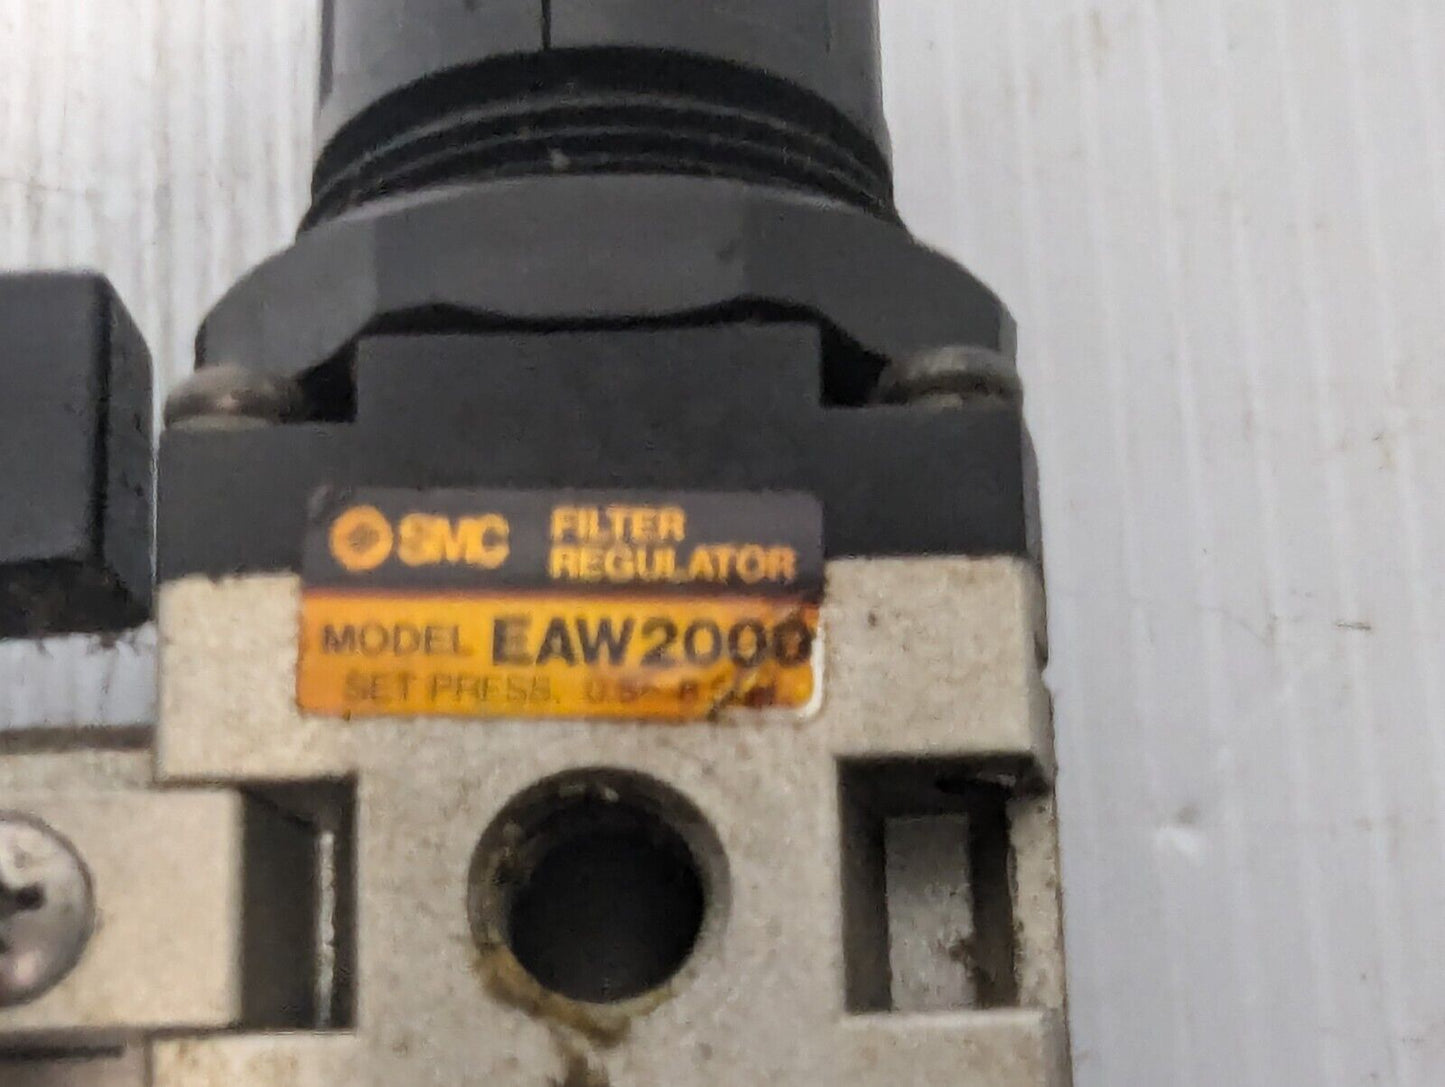 SMC FILTER
REGULATOR
MODEL EAW2000
SET PRESS.